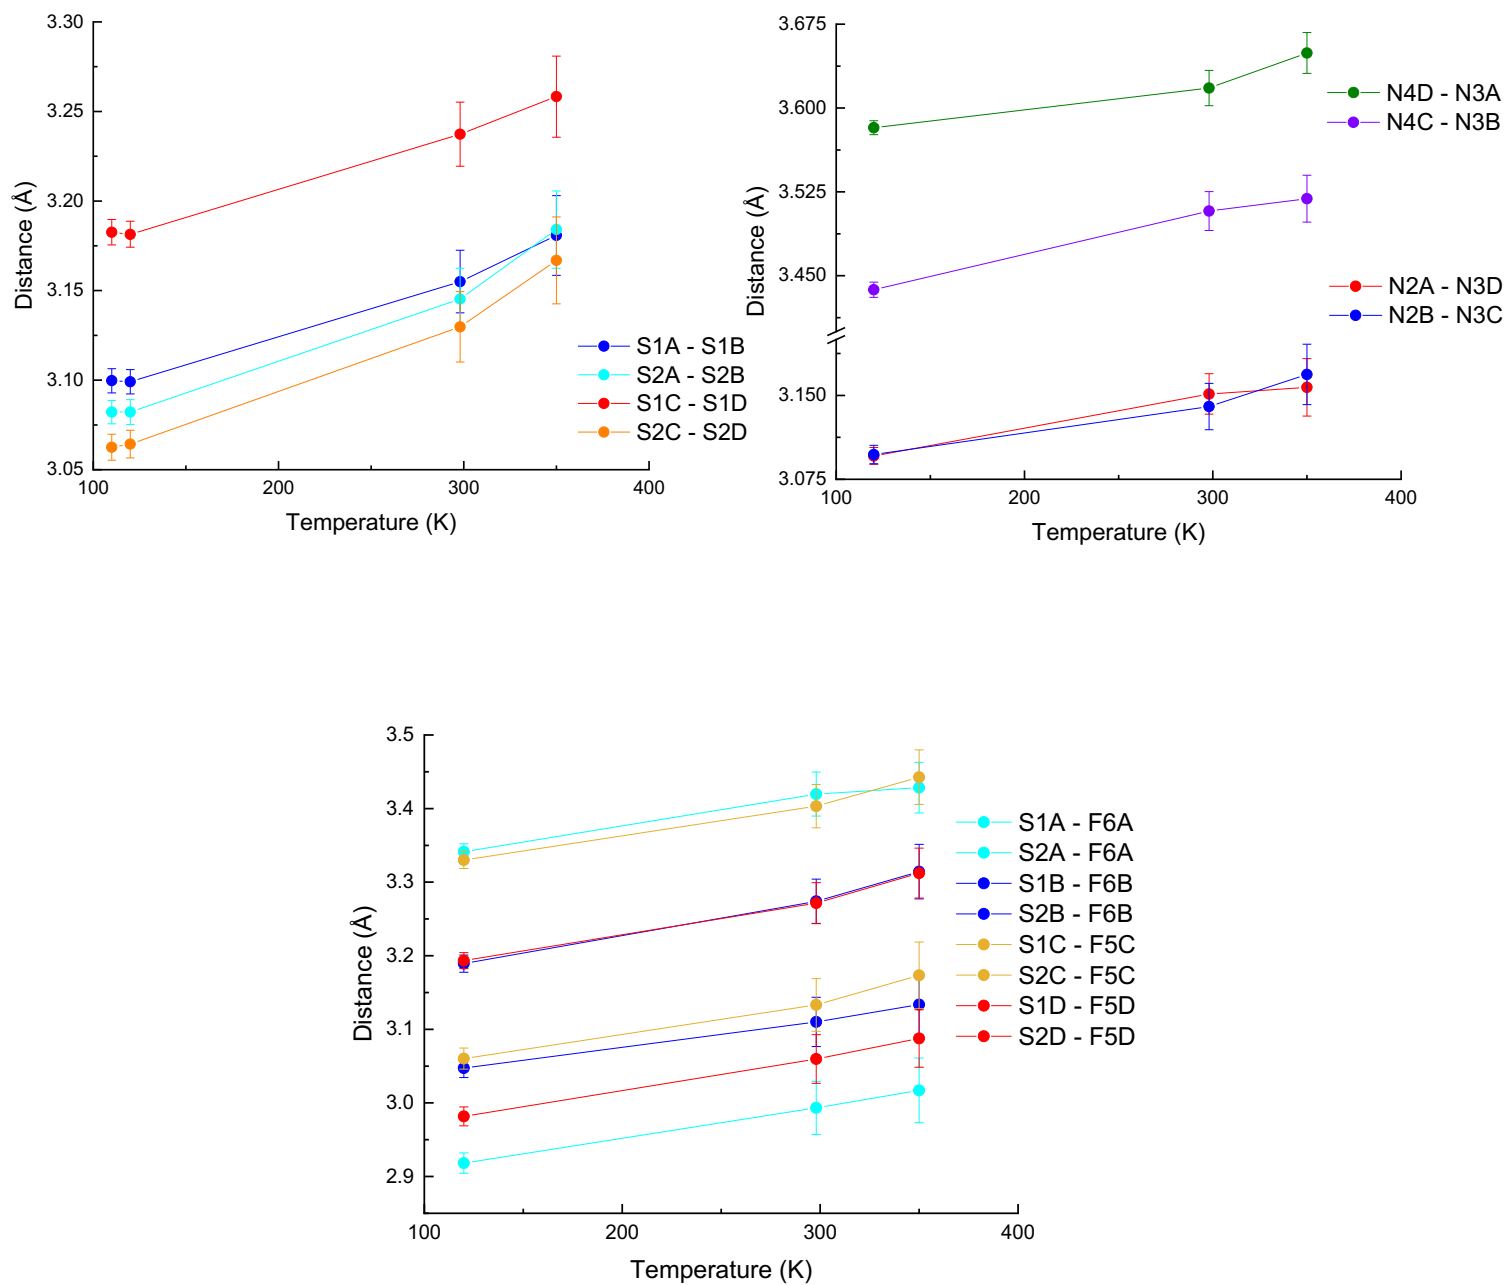 3.30
3.25
3.20
3.15
3.10
3.05
Distance (Å)
100
200
300
400
Temperature (K)
S1A - S1B
S2A - S2B
S1C - S1D
S2C - S2D
3.675
3.600
3.525
3.450
3.150
3.075
Distance (Å)
100
200
300
400
Temperature (K)
N4D - N3A
N4C - N3B
N2A - N3D
N2B - N3C
3.5
3.4
3.3
3.2
3.1
3.0
2.9
Distance (Å)
100
200
300
400
Temperature (K)
S1A - F6A
S2A - F6A
S1B - F6B
S2B - F6B
S1C - F5C
S2C - F5C
S1D - F5D
S2D - F5D